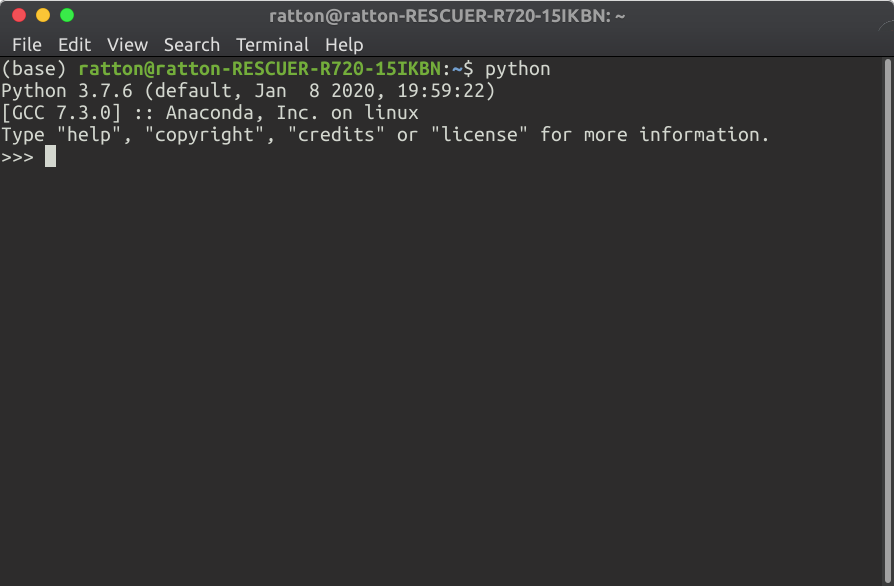 ratton@ratton-RESCUER-R720-15IKBN: ~
File Edit View Search Terminal Help
(base) ratton@ratton-RESCUER-R720-15IKBN:~$ python
Python 3.7.6 (default, Jan  8 2020, 19:59:22)
[GCC 7.3.0] :: Anaconda, Inc. on linux
Type "help", "copyright", "credits" or "license" for more information.
>>>